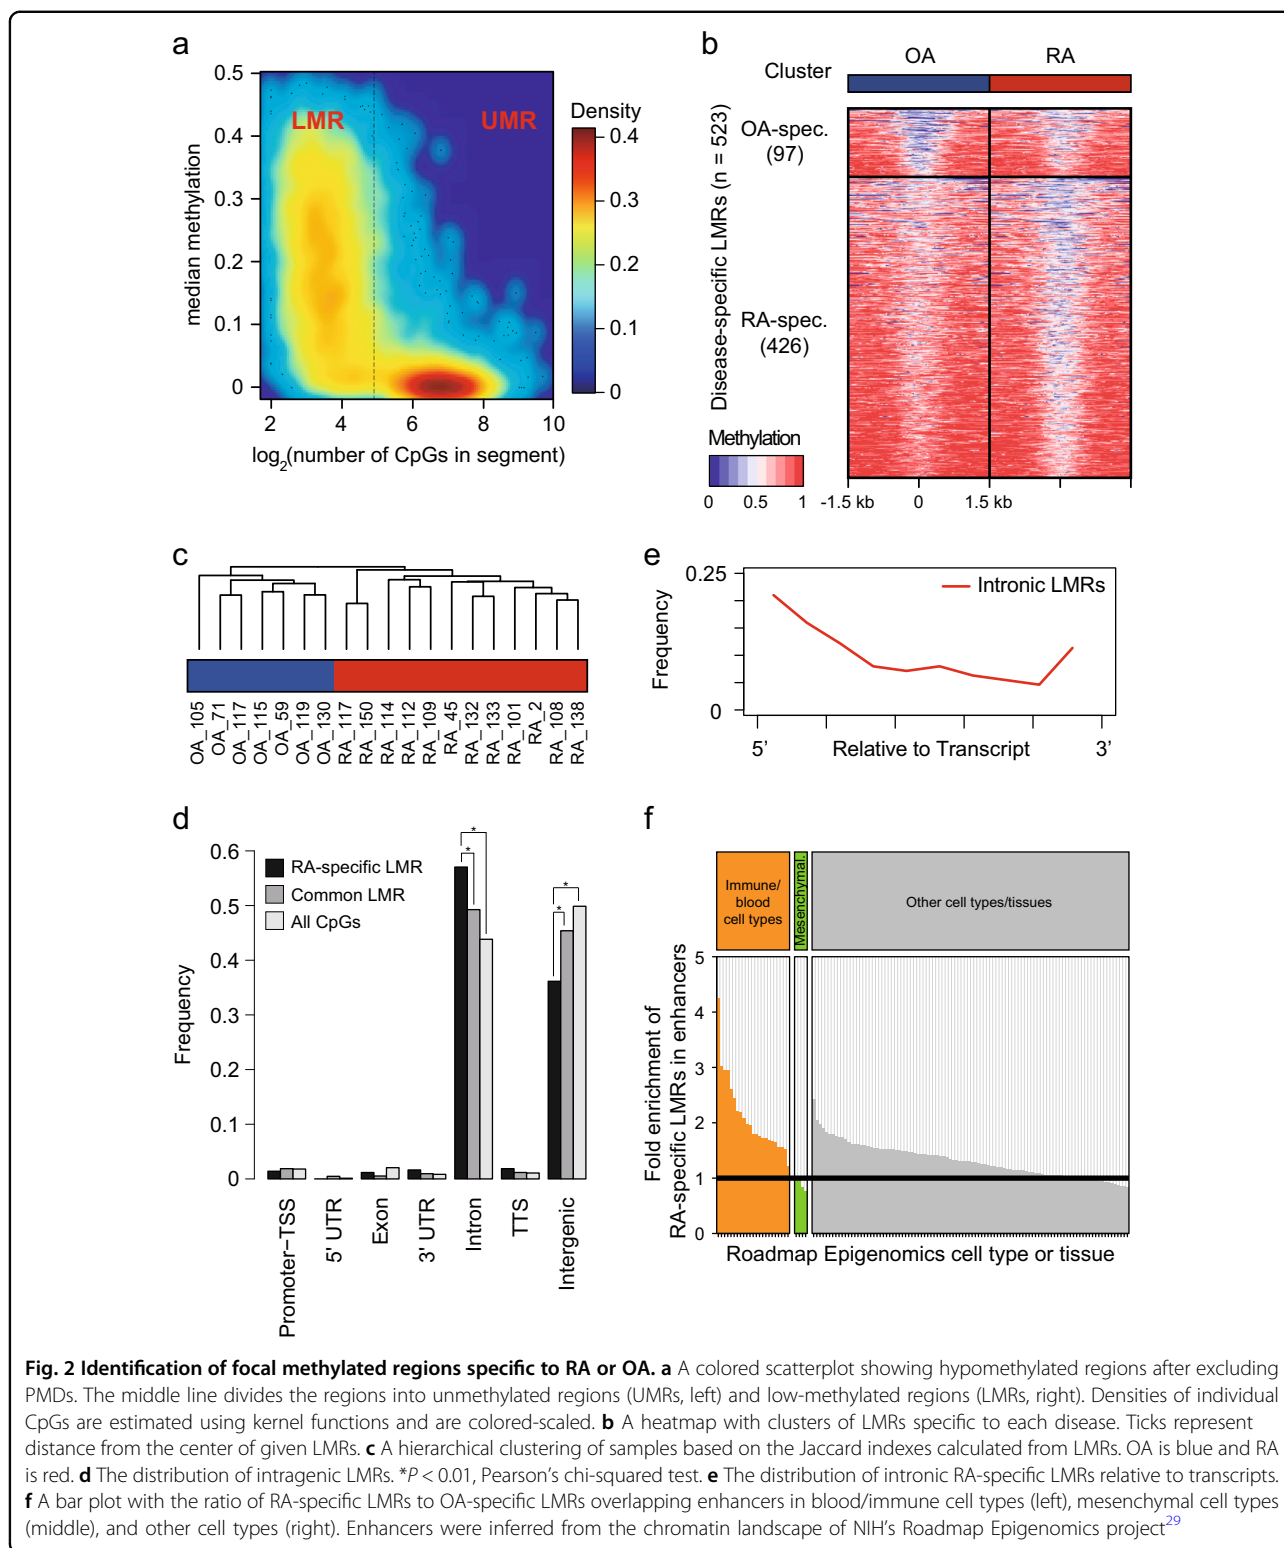 a
0.5
0.4
0.3
0.2
0.1
0
median methylation
LMR
UMR
2
4
6
8
10
log2(number of CpGs in segment)
Density
0.4
0.3
0.2
0.1
0
b
Cluster
OA
RA
Disease-specific LMRs (n = 523)
OA-spec.
(97)
RA-spec.
(426)
Methylation
0
0.5
1
-1.5 kb
0
1.5 kb
c
OA_105
OA_71
OA_117
OA_115
OA_59
OA_119
OA_130
RA_117
RA_150
RA_114
RA_112
RA_109
RA_45
RA_132
RA_133
RA_101
RA_2
RA_108
RA_138
e
0.25
0
Frequency
Intronic LMRs
5’
Relative to Transcript
3’
d
0.6
0.5
0.4
0.3
0.2
0.1
0
Frequency
RA-specific LMR
Common LMR
All CpGs
*
*
*
*
Promoter−TSS
5' UTR
Exon
3' UTR
Intron
TTS
Intergenic
f
Immune/
blood
cell types
Mesenchymal.
Other cell types/tissues
5
4
3
2
1
0
Fold enrichment of
RA-specific LMRs in enhancers
Roadmap Epigenomics cell type or tissue
Fig. 2 Identification of focal methylated regions specific to RA or OA. a A colored scatterplot showing hypomethylated regions after excluding
PMDs. The middle line divides the regions into unmethylated regions (UMRs, left) and low-methylated regions (LMRs, right). Densities of individual
CpGs are estimated using kernel functions and are colored-scaled. b A heatmap with clusters of LMRs specific to each disease. Ticks represent
distance from the center of given LMRs. c A hierarchical clustering of samples based on the Jaccard indexes calculated from LMRs. OA is blue and RA
is red. d The distribution of intragenic LMRs. *P < 0.01, Pearson’s chi-squared test. e The distribution of intronic RA-specific LMRs relative to transcripts.
f A bar plot with the ratio of RA-specific LMRs to OA-specific LMRs overlapping enhancers in blood/immune cell types (left), mesenchymal cell types
(middle), and other cell types (right). Enhancers were inferred from the chromatin landscape of NIH’s Roadmap Epigenomics project29